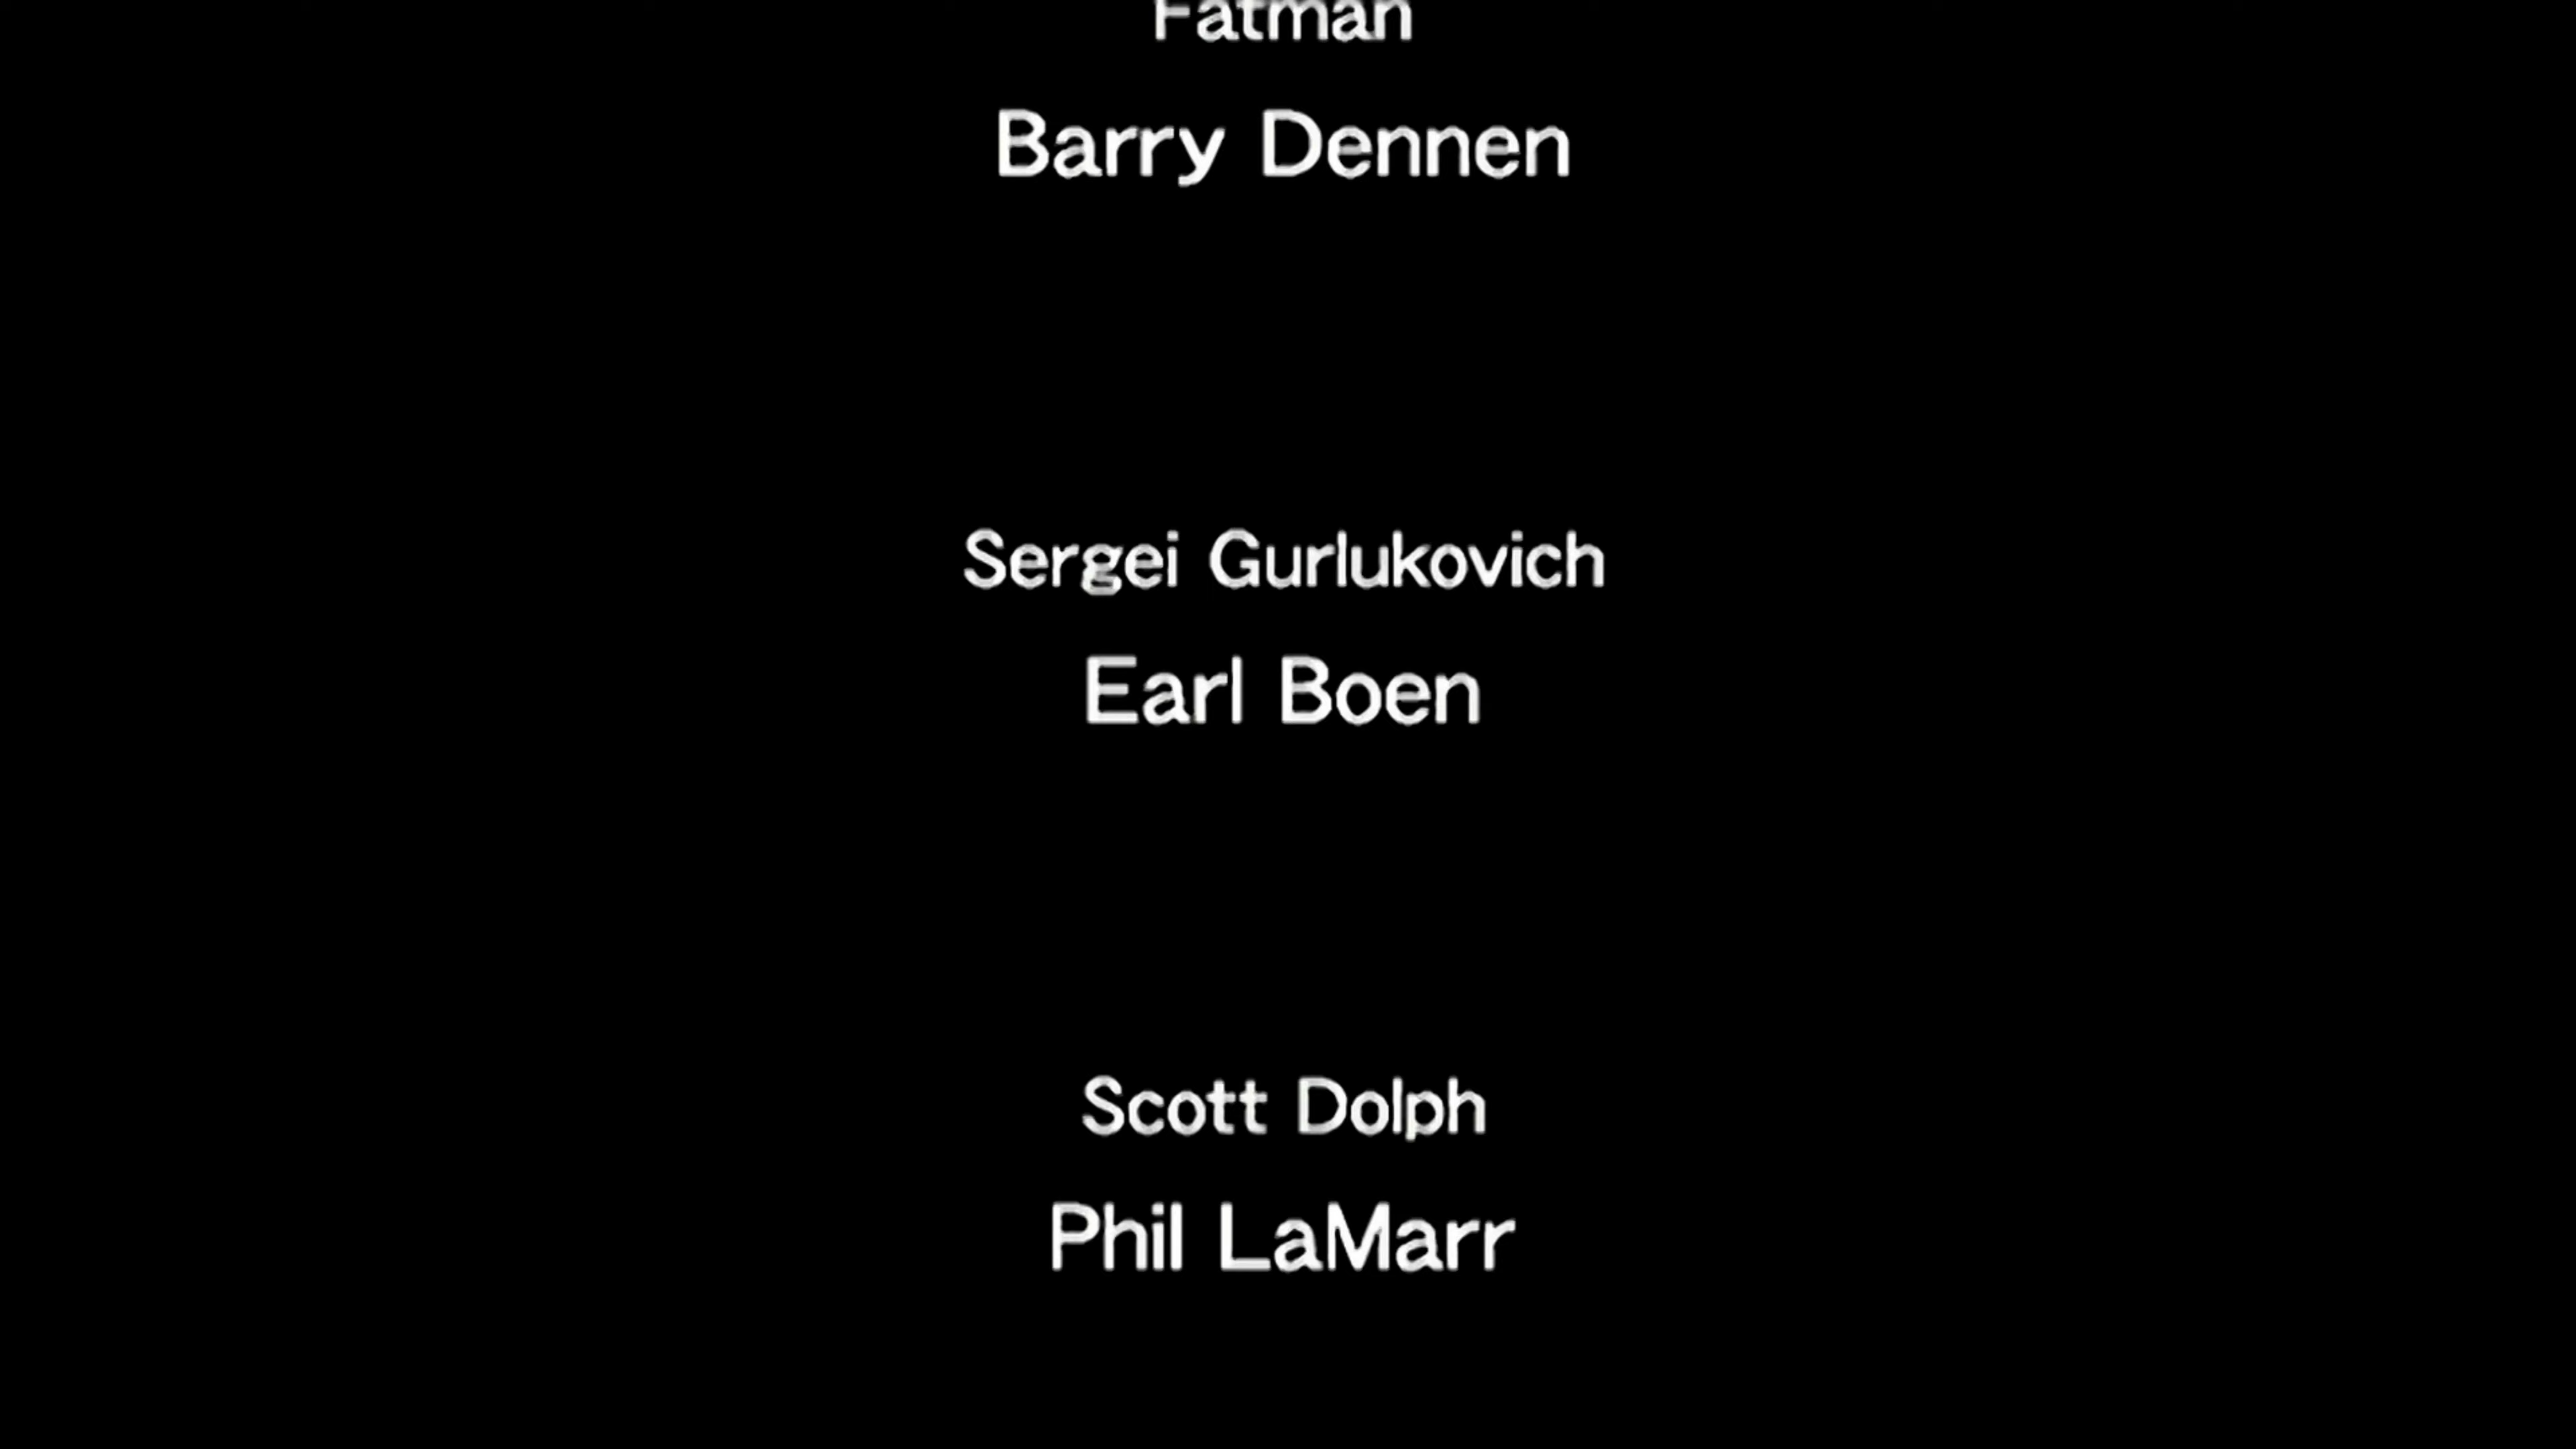 Fatman
Barry Dennen
Sergei Gurlukovich
Earl Boen
Scott Dolph
Phil LaMarr